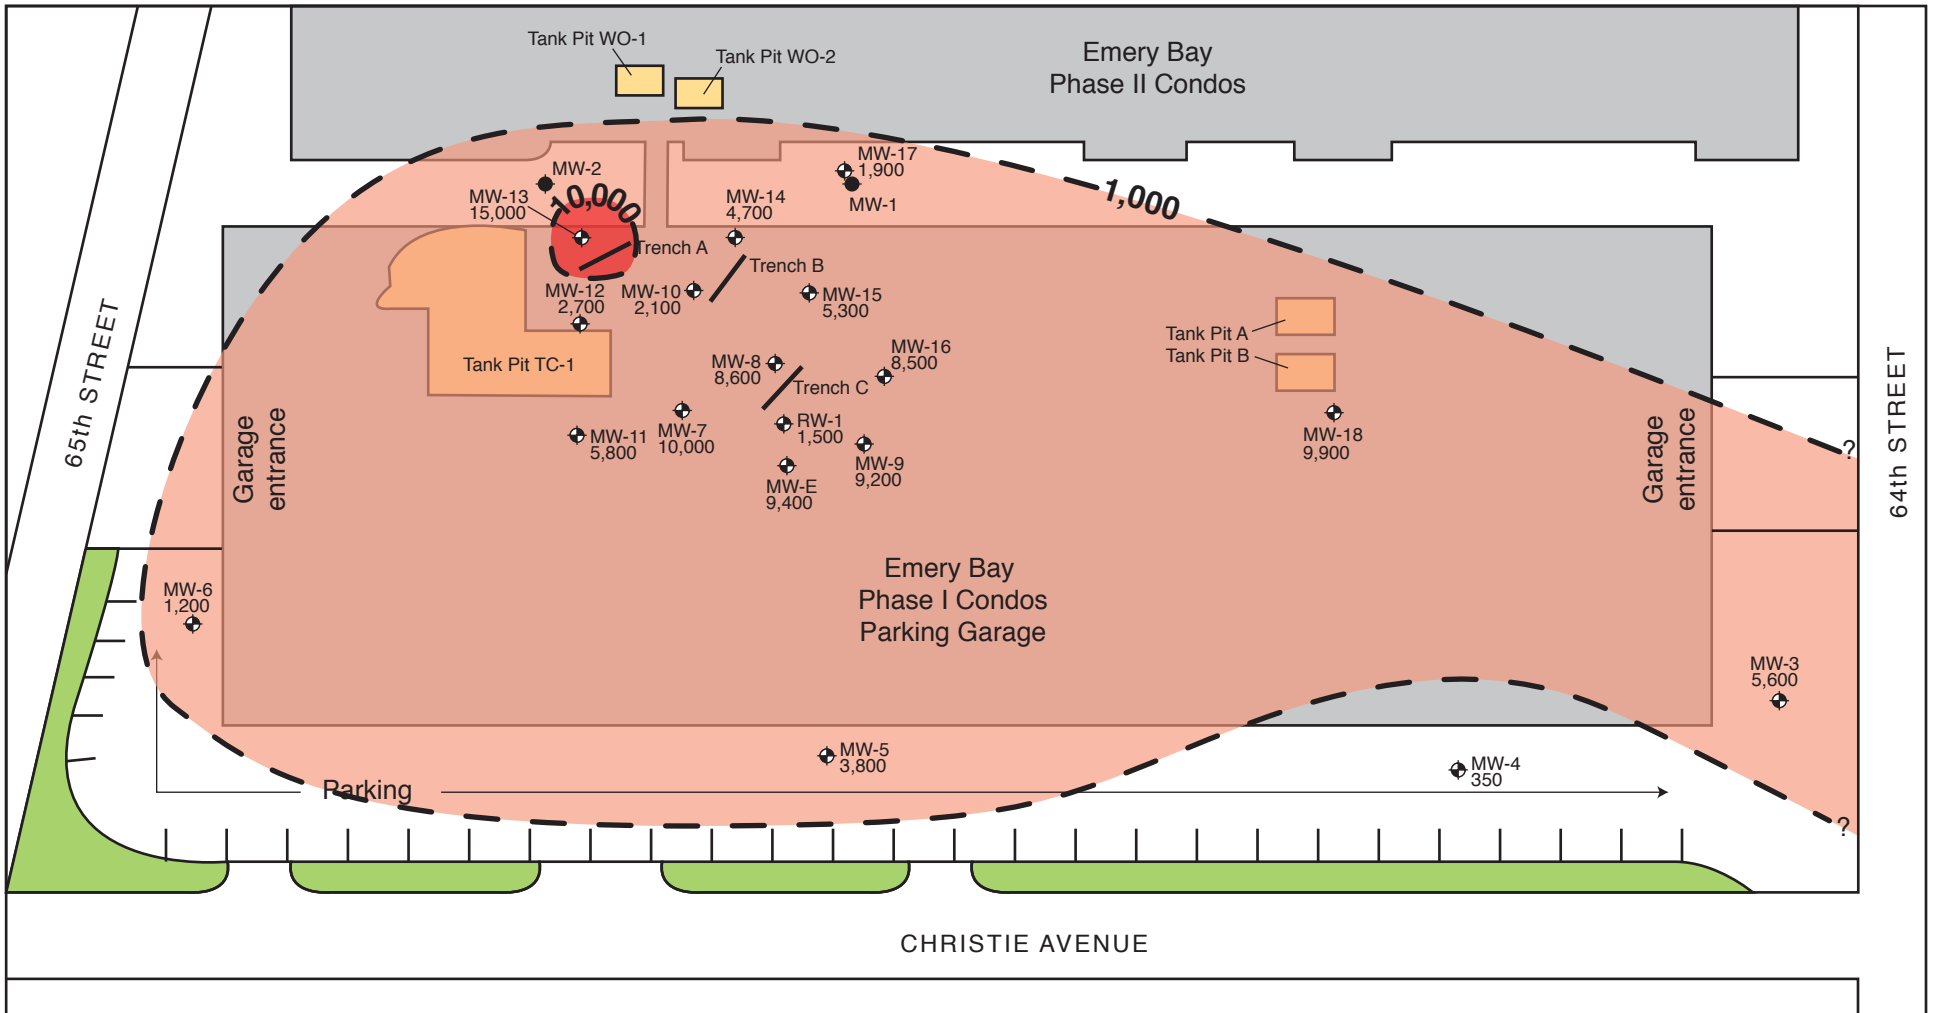 Tank Pit WO-1
Tank Pit WO-2
Emery Bay
Phase II Condos
MW-2
MW-17
1,900
MW-1
MW-13
15,000
10,000
MW-14
4,700
1,000
Trench A
Trench B
MW-12
2,700
MW-10
2,100
MW-15
5,300
Tank Pit A
Tank Pit B
Tank Pit TC-1
MW-8
8,600
MW-16
8,500
Trench C
65th STREET
64th STREET
Garage
entrance
MW-11
5,800
MW-7
10,000
RW-1
1,500
MW-9
9,200
MW-E
9,400
MW-18
9,900
Garage
entrance
?
Emery Bay
Phase I Condos
Parking Garage
MW-6
1,200
MW-3
5,600
MW-5
3,800
MW-4
350
Parking
?
CHRISTIE AVENUE